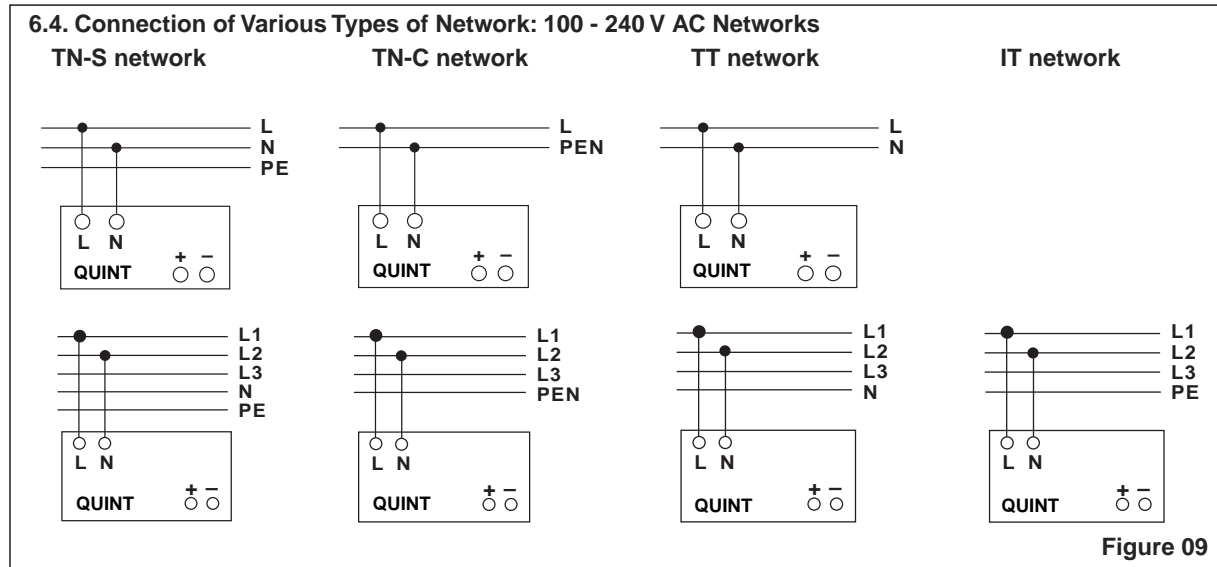 6.4. Connection of Various Types of Network: 100 - 240 V AC Networks
TN-S network
TN-C network
TT network
IT network
L
N
PE
L N
+ –
QUINT
L
PEN
L N
+ –
QUINT
L
N
L N
+ –
QUINT
L1
L2
L3
N
PE
L N
+ –
QUINT
L1
L2
L3
PEN
L N
+ –
QUINT
L1
L2
L3
N
L N
+ –
QUINT
L1
L2
L3
PE
L N
+ –
QUINT
Figure 09